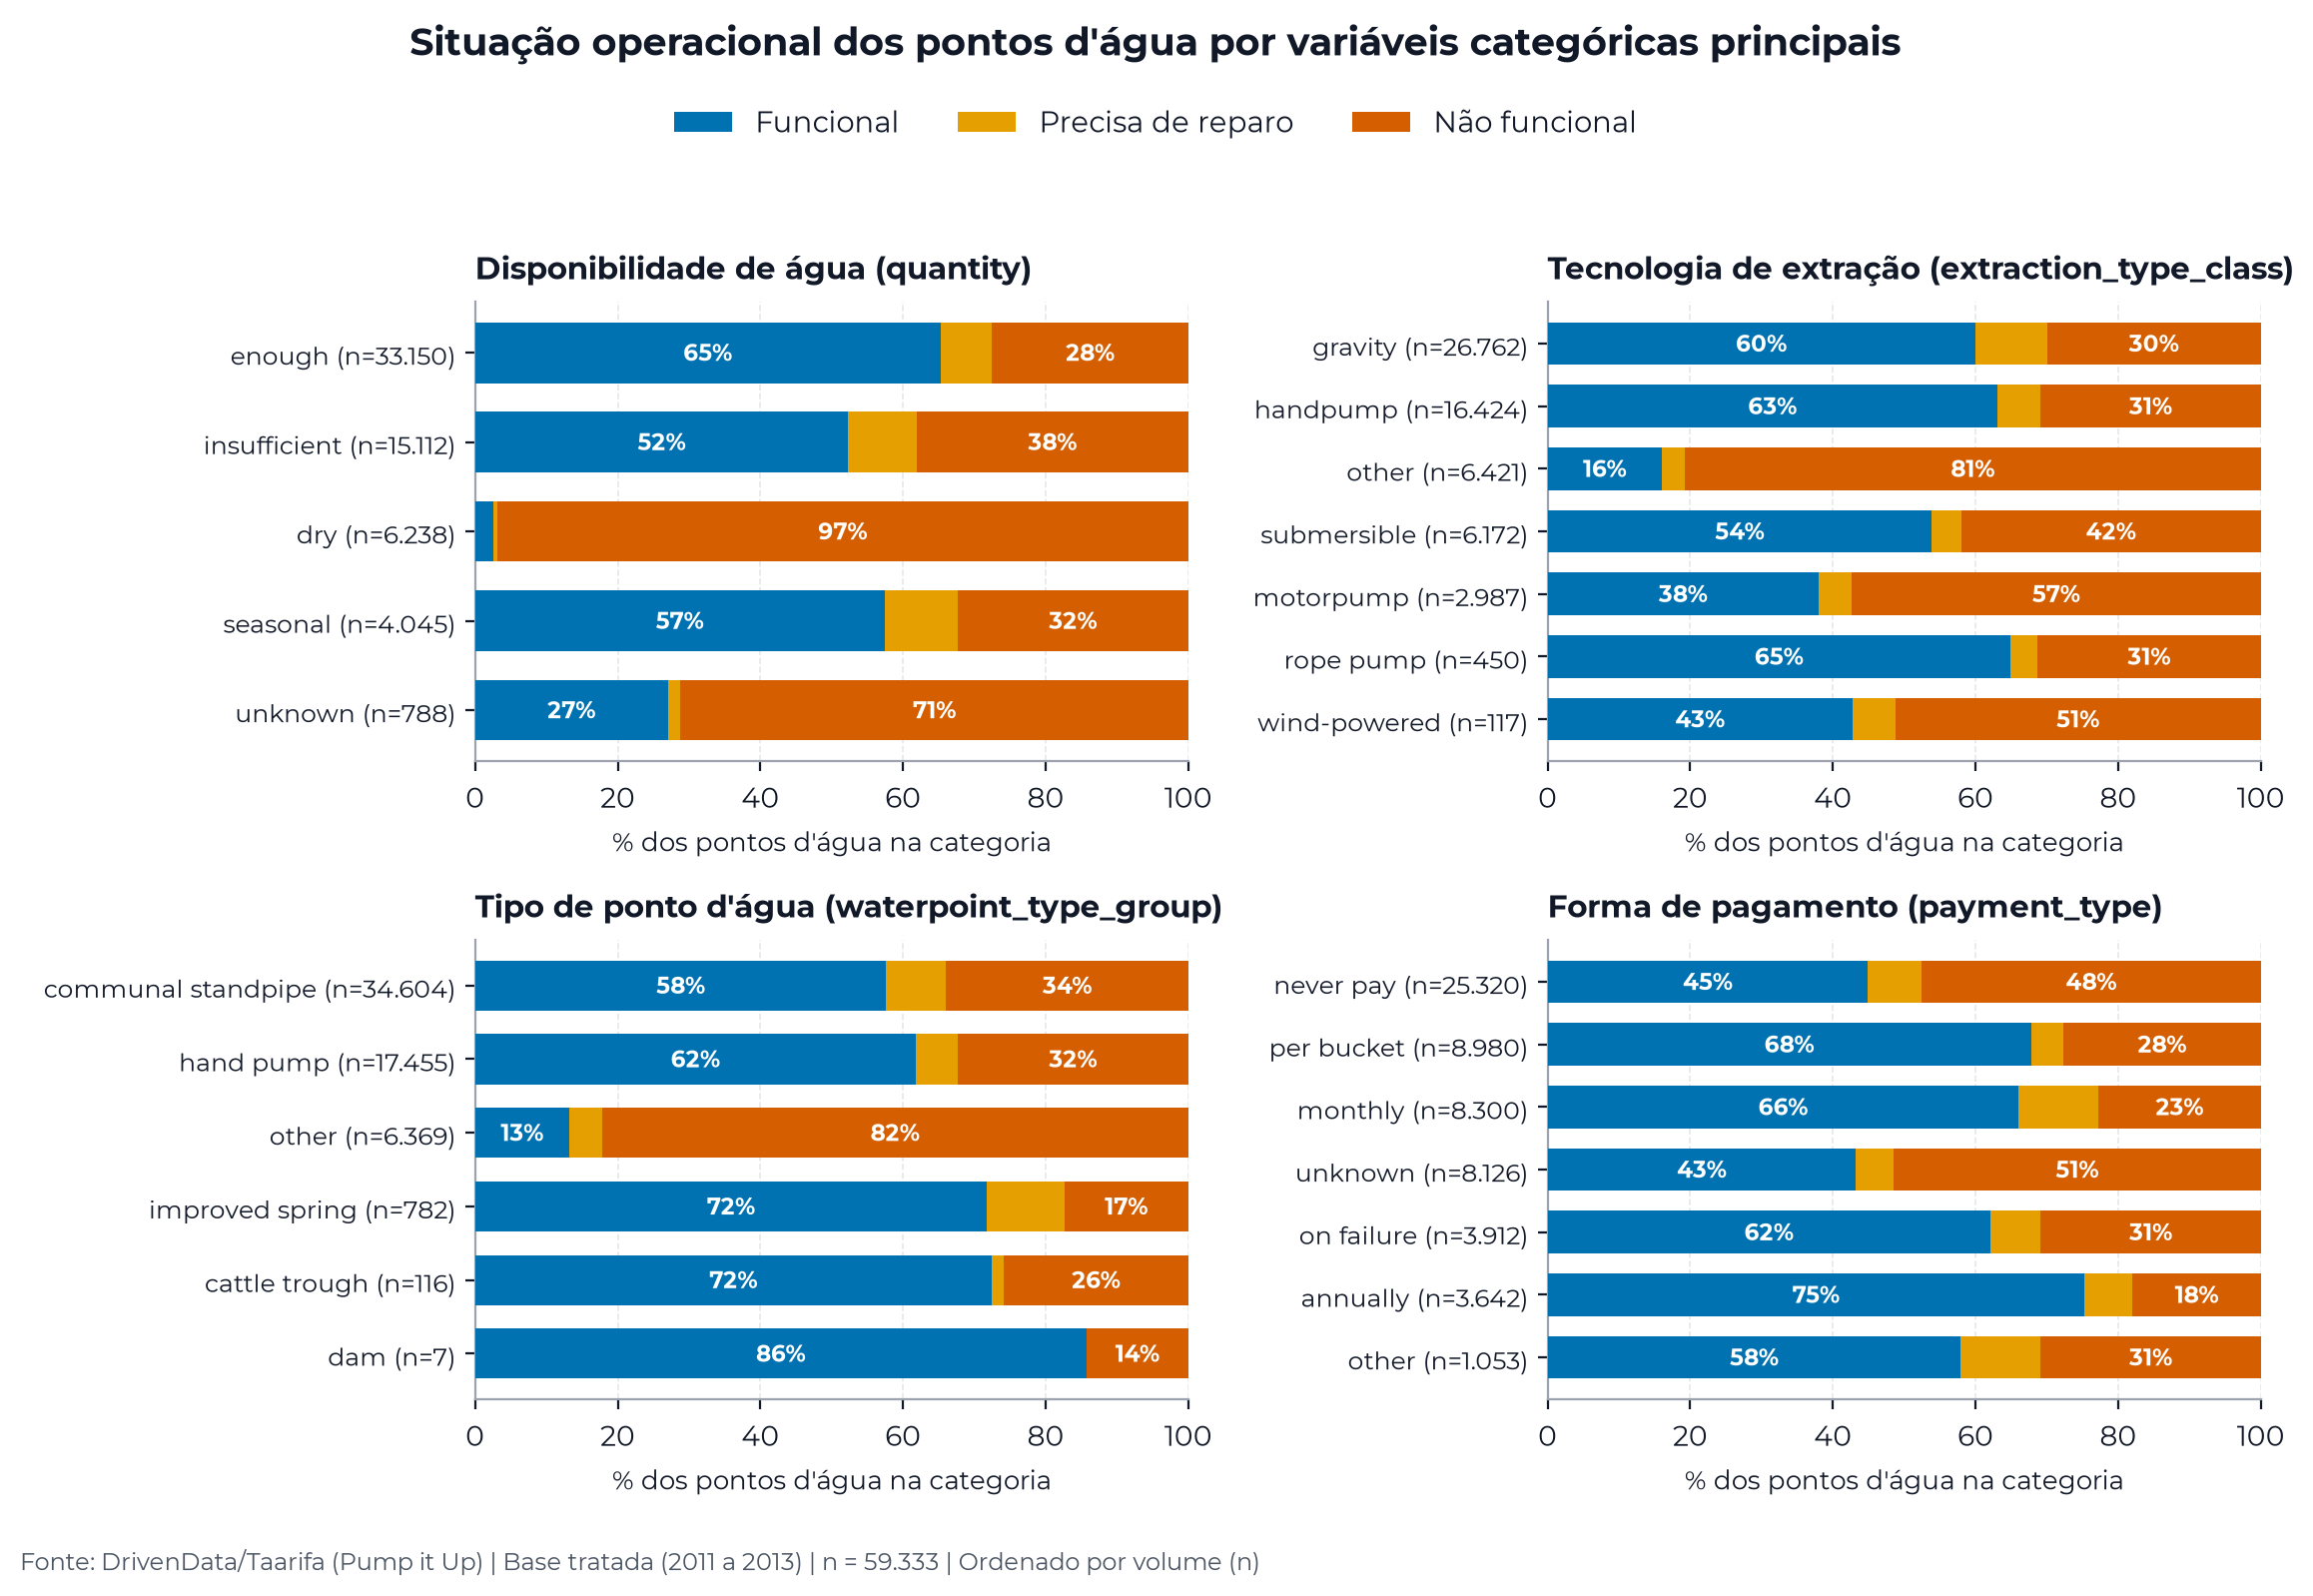 Situação operacional dos pontos d'água por variáveis categóricas principais
Funcional
Precisa de reparo
Não funcional
Disponibilidade de água (quantity)
enough (n=33.150)
65%
28%
insufficient (n=15.112)
52%
38%
dry (n=6.238)
97%
seasonal (n=4.045)
57%
32%
unknown (n=788)
27%
71%
0 20 40 60 80 100
% dos pontos d'água na categoria
Tecnologia de extração (extraction_type_class)
gravity (n=26.762)
60%
30%
handpump (n=16.424)
63%
31%
other (n=6.421)
16%
81%
submersible (n=6.172)
54%
42%
motorpump (n=2.987)
38%
57%
rope pump (n=450)
65%
31%
wind-powered (n=117)
43%
51%
0 20 40 60 80 100
% dos pontos d'água na categoria
Tipo de ponto d'água (waterpoint_type_group)
communal standpipe (n=34.604)
58%
34%
hand pump (n=17.455)
62%
32%
other (n=6.369)
13%
82%
improved spring (n=782)
72%
17%
cattle trough (n=116)
72%
26%
dam (n=7)
86%
14%
0 20 40 60 80 100
% dos pontos d'água na categoria
Forma de pagamento (payment_type)
never pay (n=25.320)
45%
48%
per bucket (n=8.980)
68%
28%
monthly (n=8.300)
66%
23%
unknown (n=8.126)
43%
51%
on failure (n=3.912)
62%
31%
annually (n=3.642)
75%
18%
other (n=1.053)
58%
31%
0 20 40 60 80 100
% dos pontos d'água na categoria
Fonte: DrivenData/Taarifa (Pump it Up) | Base tratada (2011 a 2013) | n = 59.333 | Ordenado por volume (n)